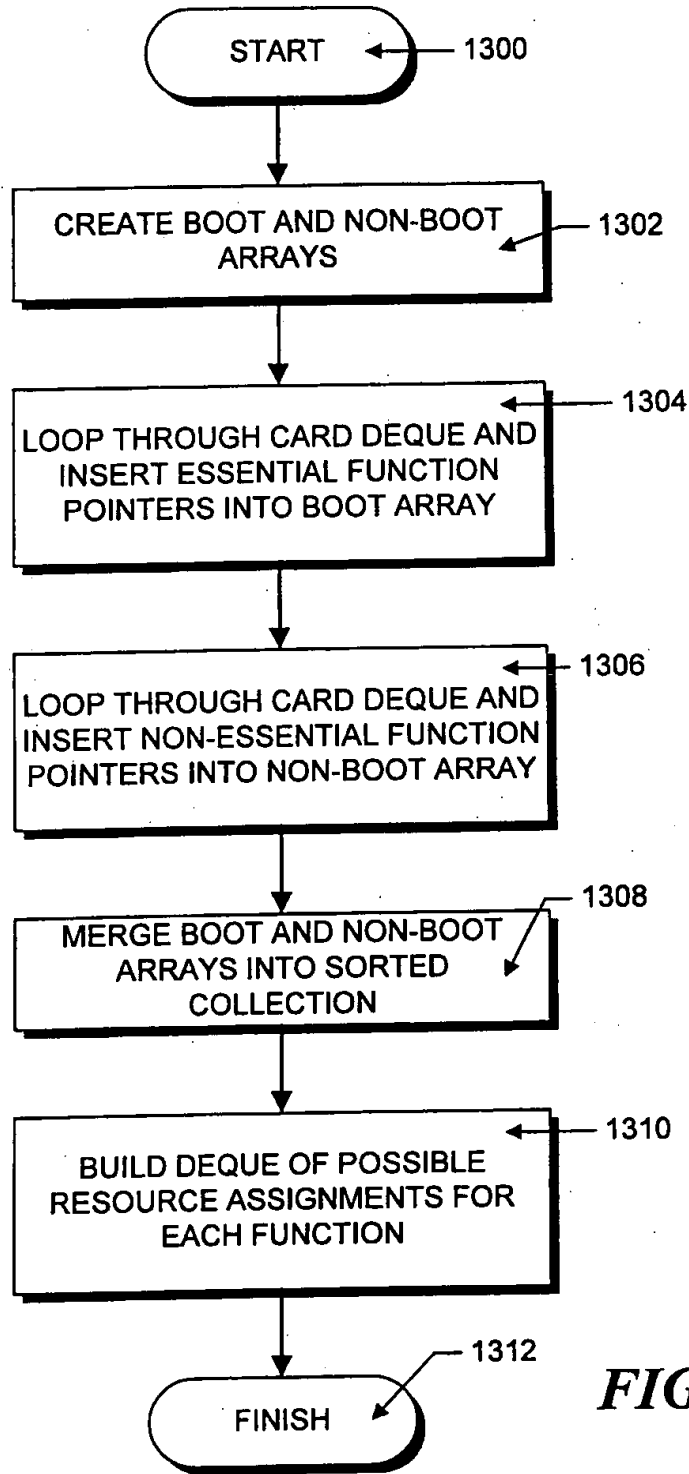 START
1300
CREATE BOOT AND NON-BOOT
ARRAYS
1302
1304
LOOP THROUGH CARD DEQUE AND
INSERT ESSENTIAL FUNCTION
POINTERS INTO BOOT ARRAY
1306
LOOP THROUGH CARD DEQUE AND
INSERT NON-ESSENTIAL FUNCTION
POINTERS INTO NON-BOOT ARRAY
1308
MERGE BOOT AND NON-BOOT
ARRAYS INTO SORTED
COLLECTION
1310
BUILD DEQUE OF POSSIBLE
RESOURCE ASSIGNMENTS FOR
EACH FUNCTION
1312
FINISH
FIG